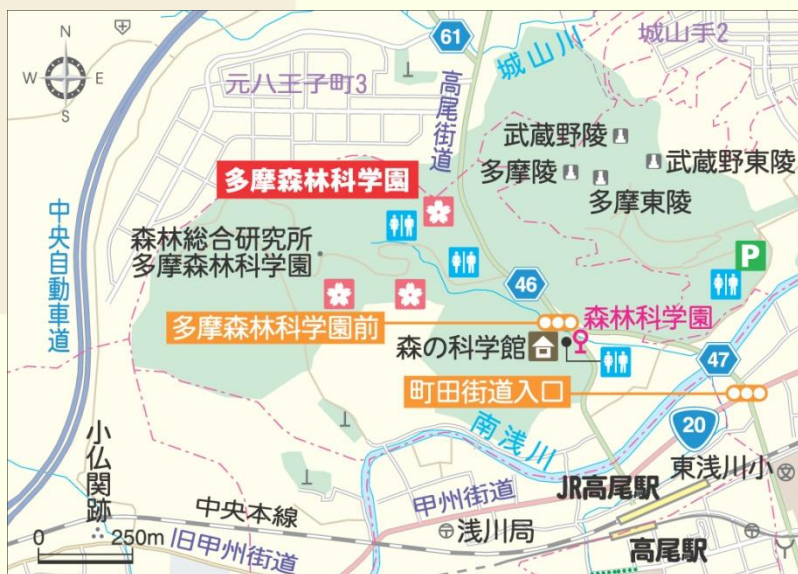 N
W
E
S
61
城山川
城山手2
元八王子町3
高尾街道
武蔵野陵
武蔵野東陵
多摩陵
多摩東陵
多摩森林科学園
中央自動車道
森林総合研究所
多摩森林科学園
P
46
多摩森林科学園前
森林科学園
森の科学館
47
町田街道入口
20
南浅川
小仏関跡
東浅川小
甲州街道
JR高尾駅
中央本線
浅川局
高尾駅
旧甲州街道
0
250m